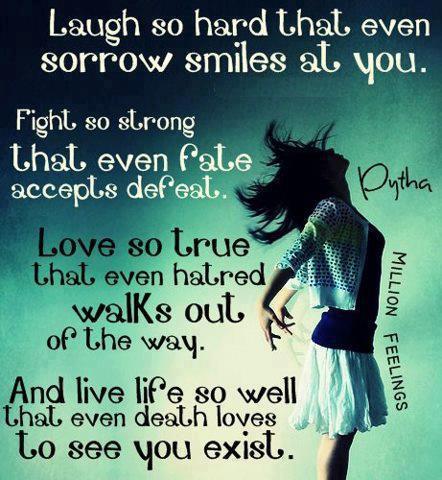 Laugh so hard that even
sorrow smiles at you.
Fight so strong
that even fate
accepts defeat.
Pytha
Love so true
that even hatred
walks out
of the way.
MILLION FEELINGS
And live life so well
that even death loves
to see you exist.